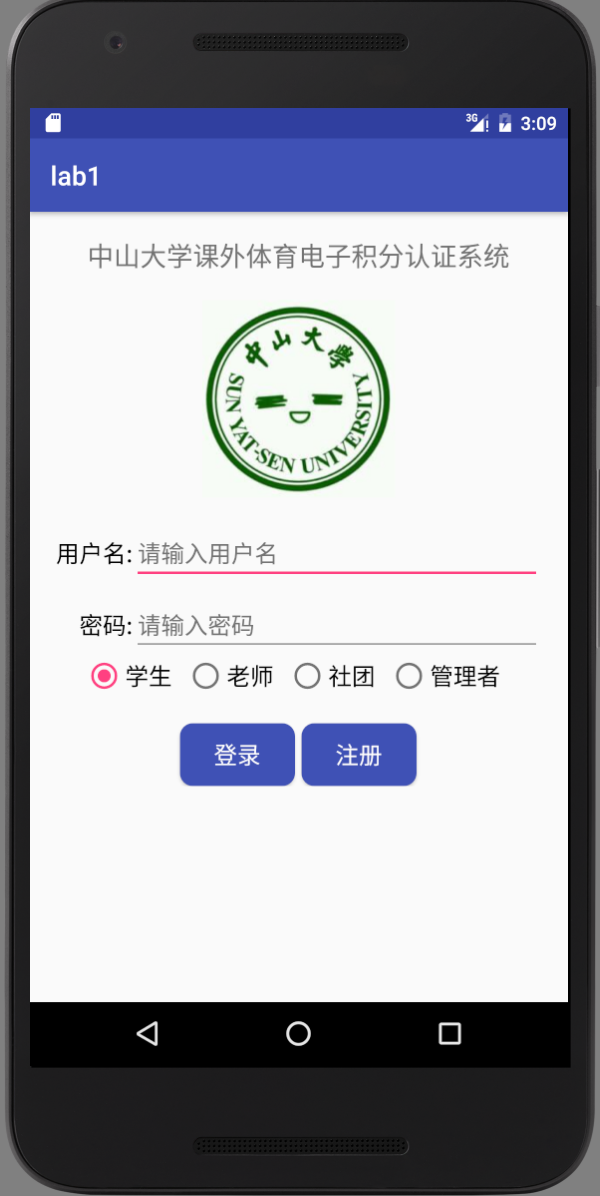 3G 3:09
lab1
中山大学课外体育电子积分认证系统
中山大學
SUN YAT-SEN UNIVERSITY
用户名: 请输入用户名
密码: 请输入密码
学生 老师 社团 管理者
登录 注册